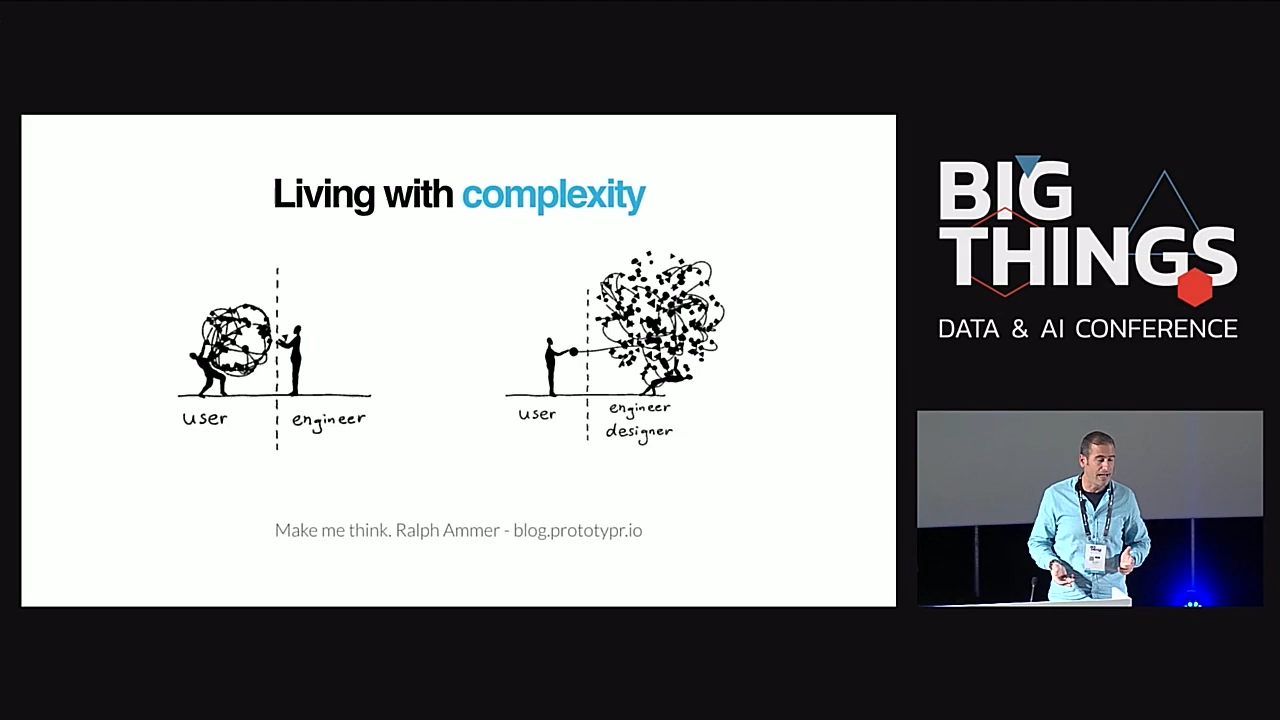 Living with complexity
user
engineer
user
engineer
designer
Make me think. Ralph Ammer - blog.prototypr.io
BIG
THINGS
DATA & AI CONFERENCE